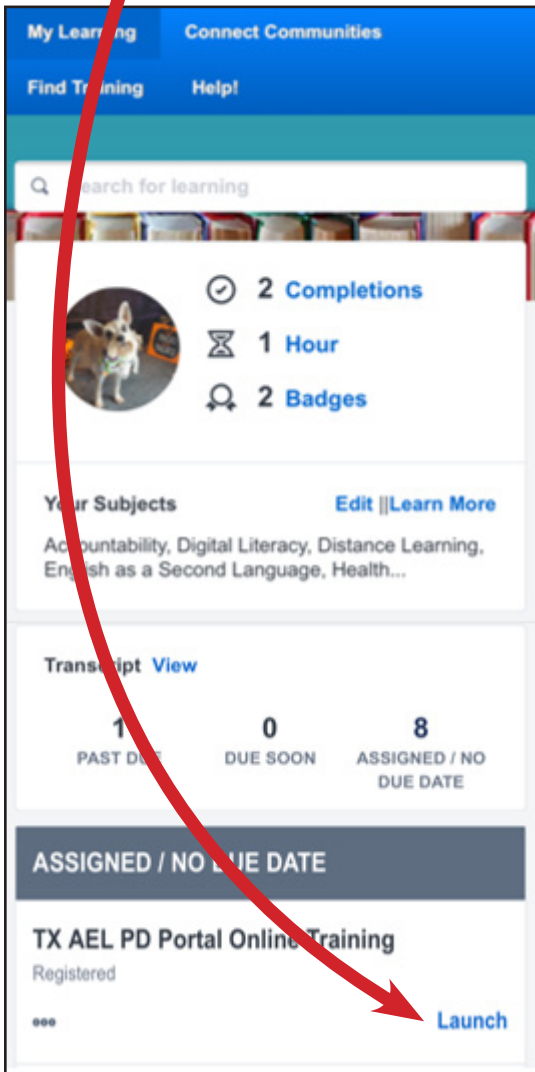 My Learning Connect Communities
Find Training Help!
Search for learning
2 Completions
1 Hour
2 Badges
Your Subjects Edit ||Learn More
Accountability, Digital Literacy, Distance Learning,
English as a Second Language, Health...
Transcript View
1 0 8
PAST DUE DUE SOON ASSIGNED / NO
DUE DATE
ASSIGNED / NO DUE DATE
TX AEL PD Portal Online Training
Registered
Launch